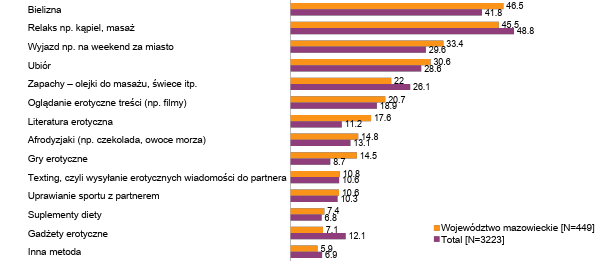 Bielizna 46.5 41.8
Relaks np. kąpiel, masaż 45.5 48.8
Wyjazd np. na weekend za miasto 33.4 29.6
Ubiór 30.6 28.6
Zapachy – olejki do masażu, świece itp. 22 26.1
Oglądanie erotyczne treści (np. filmy) 20.7 18.9
Literatura erotyczna 17.6 11.2
Afrodyzjaki (np. czekolada, owoce morza) 14.8 13.1
Gry erotyczne 14.5 8.7
Texting, czyli wysyłanie erotycznych wiadomości do partnera 10.8 10.6
Uprawianie sportu z partnerem 10.6 10.3
Suplementy diety 7.4 6.8
Gadżety erotyczne 7.1 12.1
Inna metoda 5.9 6.9
Województwo mazowieckie [N=449]
Total [N=3223]